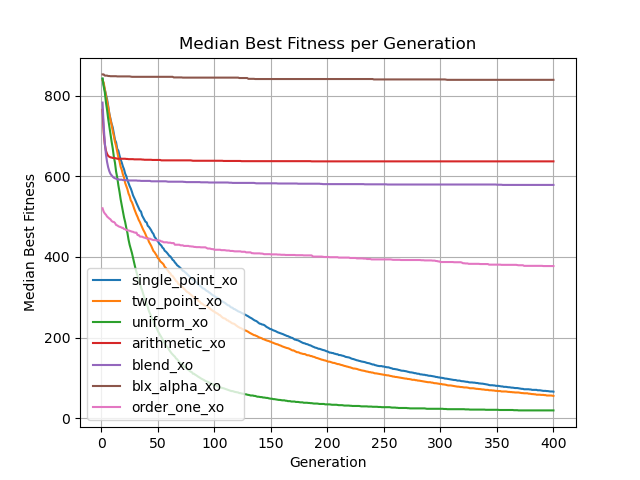 Median Best Fitness per Generation
Median Best Fitness
800
600
400
200
0
single_point_xo
two_point_xo
uniform_xo
arithmetic_xo
blend_xo
blx_alpha_xo
order_one_xo
0 50 100 150 200 250 300 350 400
Generation